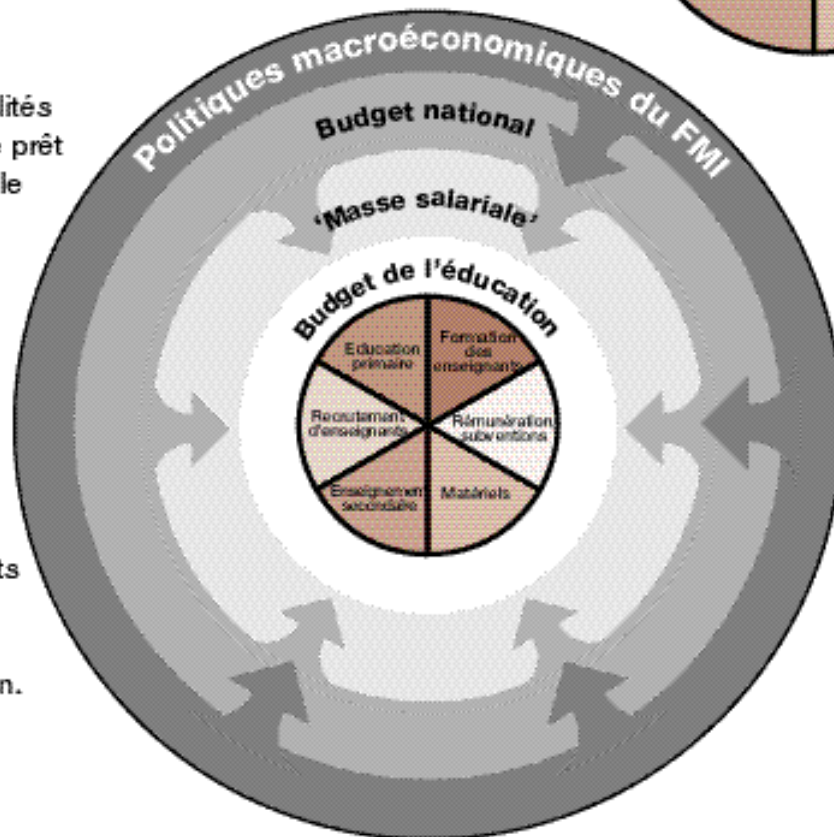 Politiques macroéconomiques du FMI
Budget national
'Masse salariale'
Budget de l'éducation
Education
primaire
Formation
des
enseignants
Recrutement
d'enseignants
Rémunération
subventions
Enseignemen
secondaire
Matériels
lités
prêt
le
ts
n.